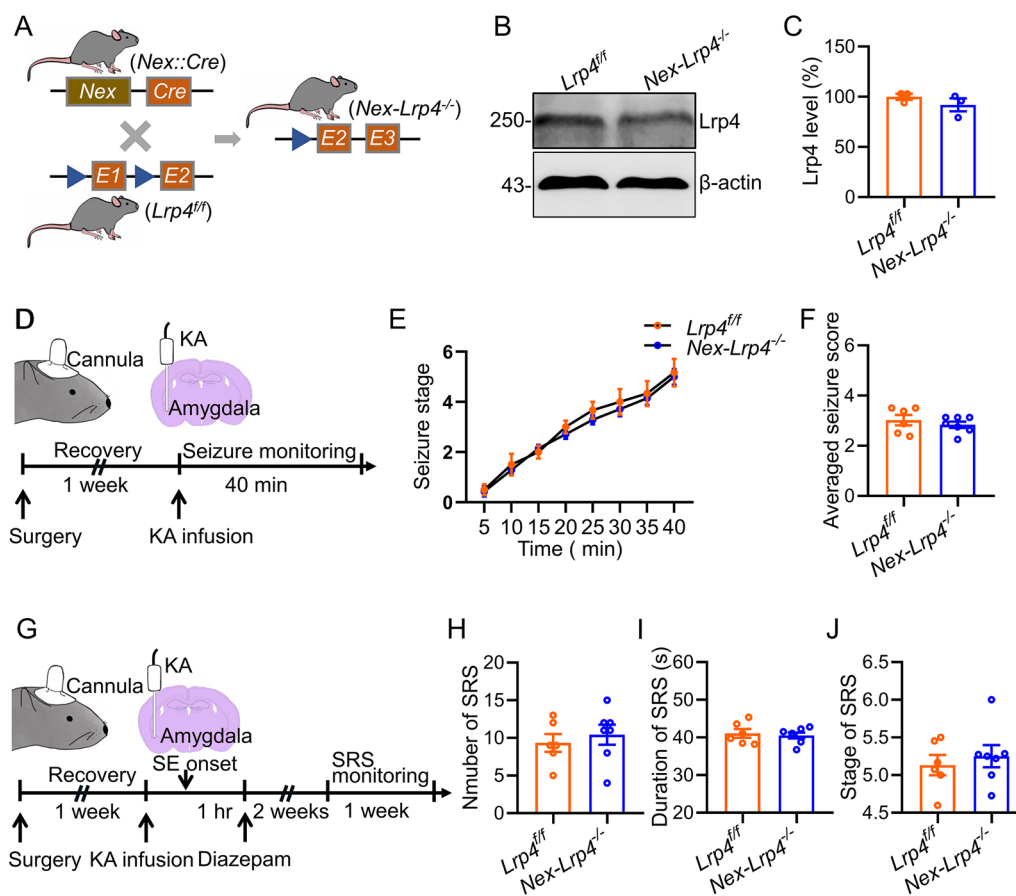 A
(Nex::Cre)
Nex
Cre
(Nex-Lrp4-/-)
E2
E3
E1
E2
(Lrp4f/f)
B
Lrp4f/f
Nex-Lrp4-/-
250-
Lrp4
43-
β-actin
C
Lrp4 level (%)
150
100
50
0
Lrp4f/f
Nex-Lrp4-/-
D
Cannula
KA
Amygdala
Recovery
Seizure monitoring
1 week
40 min
Surgery
KA infusion
E
Lrp4f/f
Nex-Lrp4-/-
Seizure stage
6
4
2
0
5 10 15 20 25 30 35 40
Time ( min)
F
Averaged seizure score
6
4
2
0
Lrp4f/f
Nex-Lrp4-/-
G
Cannula
KA
Amygdala
SE onset
Recovery
SRS
monitoring
1 week
1 hr
2 weeks
1 week
Surgery
KA infusion
Diazepam
H
Nmuber of SRS
20
15
10
5
0
Lrp4f/f
Nex-Lrp4-/-
I
Duration of SRS (s)
60
50
40
30
20
Lrp4f/f
Nex-Lrp4-/-
J
Stage of SRS
6.5
6.0
5.5
5.0
4.5
Lrp4f/f
Nex-Lrp4-/-